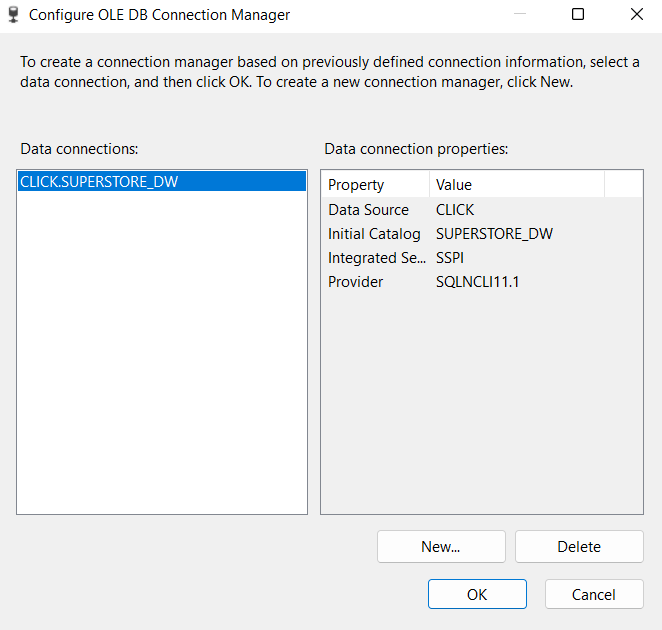 Configure OLE DB Connection Manager
To create a connection manager based on previously defined connection information, select a
data connection, and then click OK. To create a new connection manager, click New.
Data connections:
Data connection properties:
CLICK.SUPERSTORE_DW
Property Value
Data Source CLICK
Initial Catalog SUPERSTORE_DW
Integrated Se... SSPI
Provider SQLNCLI11.1
New... Delete
OK Cancel